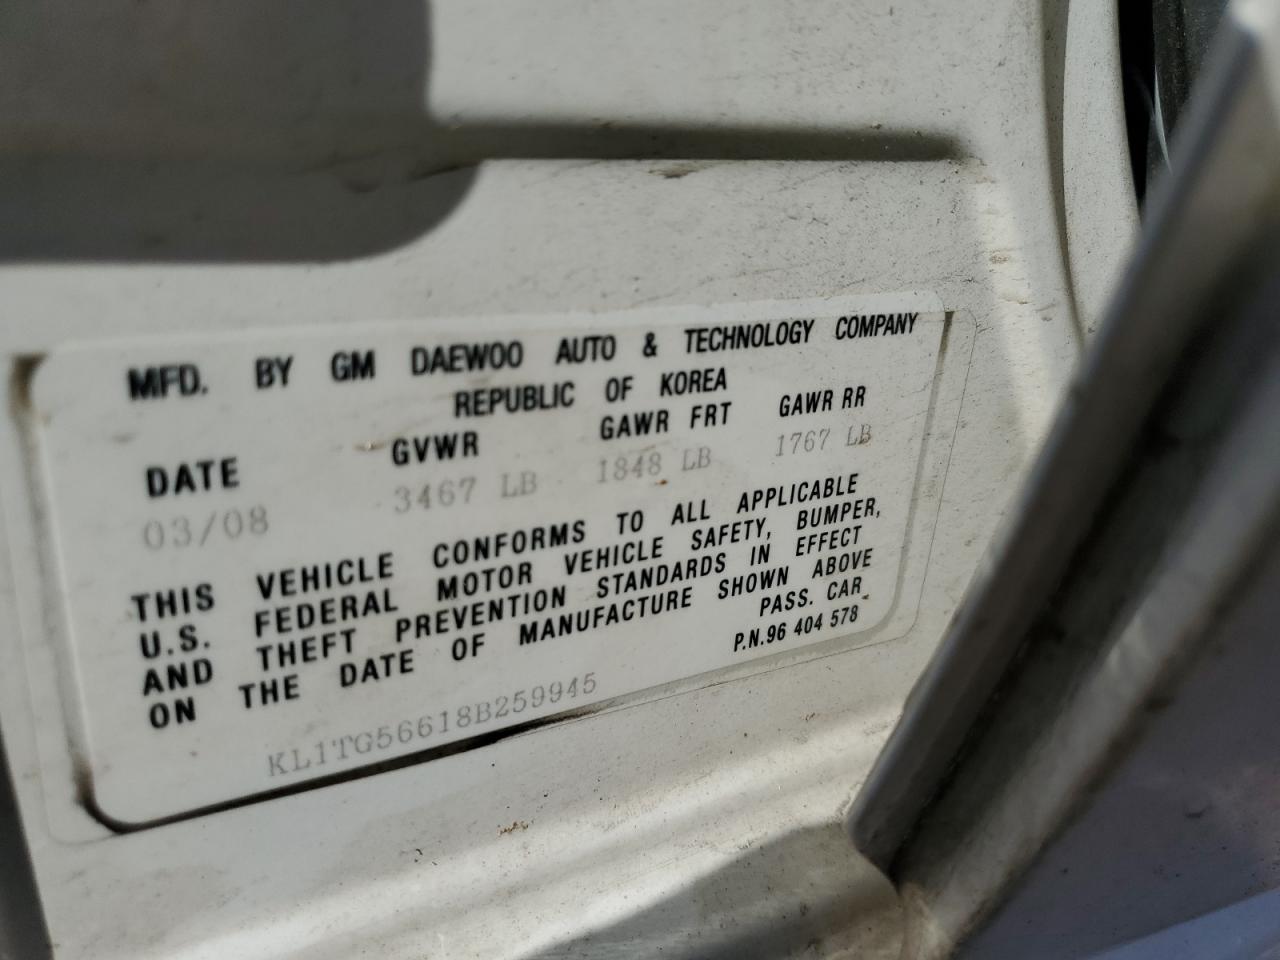 MFD. BY GM DAEWOO AUTO & TECHNOLOGY COMPANY
REPUBLIC OF KOREA
DATE GVWR GAWR FRT GAWR RR
03/08 3467 LB 1848 LB 1767 LB
THIS VEHICLE CONFORMS TO ALL APPLICABLE
U.S. FEDERAL MOTOR VEHICLE SAFETY, BUMPER,
AND THEFT PREVENTION STANDARDS IN EFFECT
ON THE DATE OF MANUFACTURE SHOWN ABOVE
PASS. CAR
P.N.96 404 578
KL1TG56618B259945